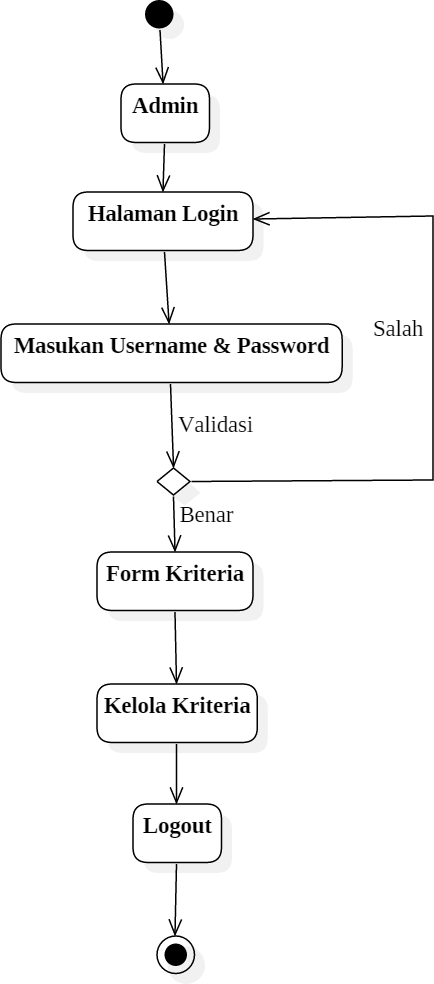 Admin
Halaman Login
Salah
Masukan Username & Password
Validasi
Benar
Form Kriteria
Kelola Kriteria
Logout